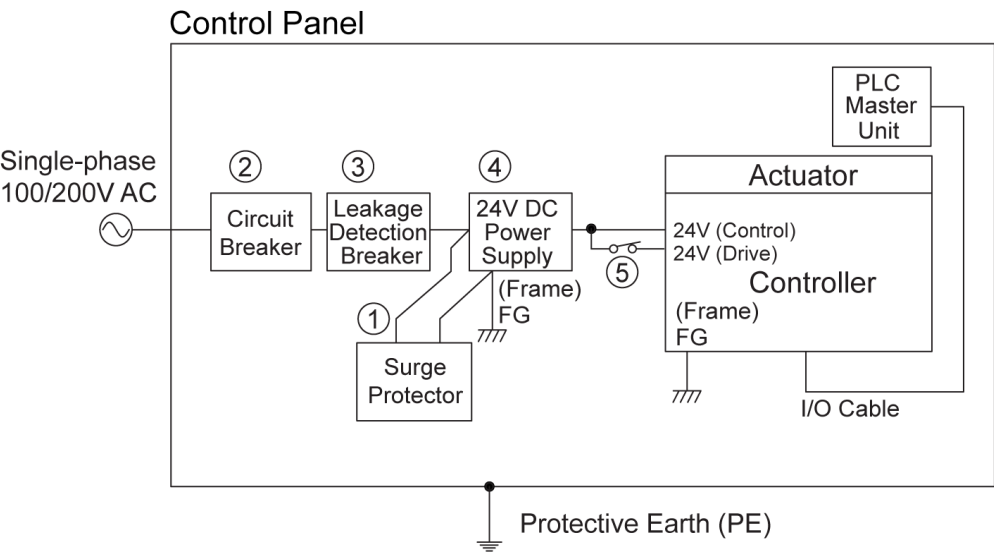 Control Panel
PLC
Master
Unit
Single-phase
100/200V AC
②
③
④
Circuit
Breaker
Leakage
Detection
Breaker
24V DC
Power
Supply
Actuator
24V (Control)
24V (Drive)
⑤
Controller
(Frame)
FG
(Frame)
FG
①
Surge
Protector
I/O Cable
Protective Earth (PE)